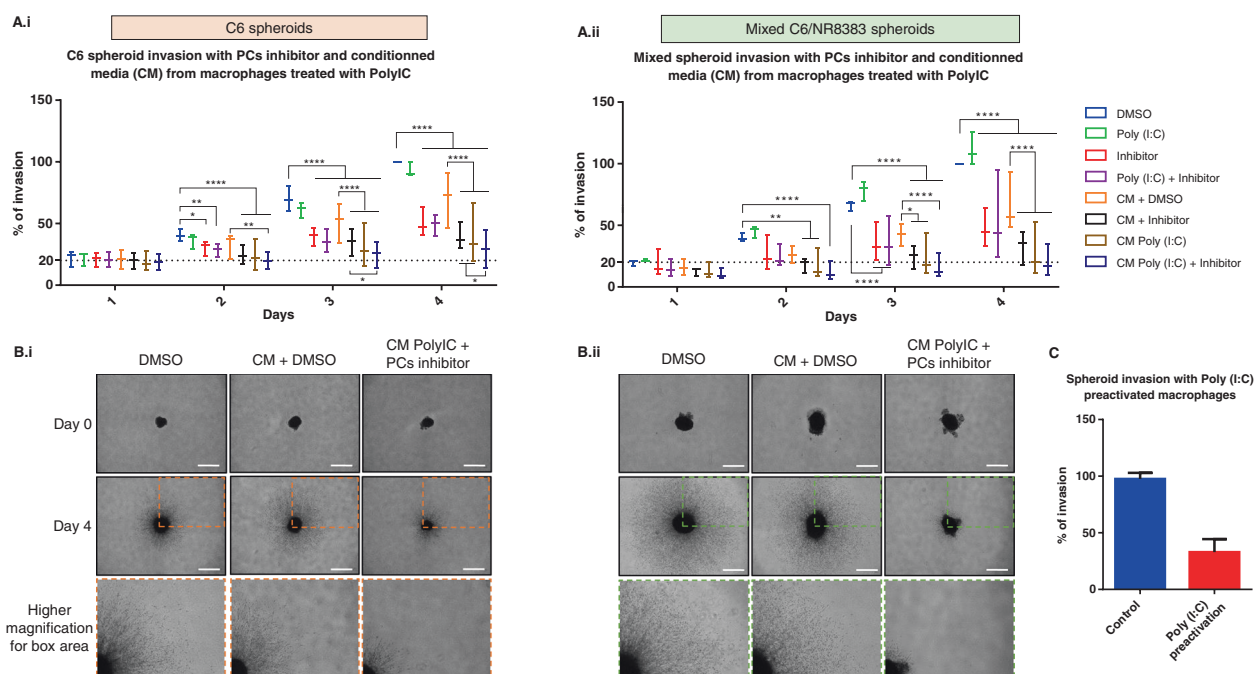 A.i
C6 spheroids
C6 spheroid invasion with PCs inhibitor and conditionned
media (CM) from macrophages treated with PolyIC
% of invasion
150
100
50
20
0
**** 
**
*
**
****
****
*
****
****
*
1 2 3 4
Days
A.ii
Mixed C6/NR8383 spheroids
Mixed spheroid invasion with PCs inhibitor and conditionned
media (CM) from macrophages treated with PolyIC
% of invasion
150
100
50
20
0
****
**
****
****
*
****
****
****
1 2 3 4
Days
DMSO
Poly (I:C)
Inhibitor
Poly (I:C) + Inhibitor
CM + DMSO
CM + Inhibitor
CM Poly (I:C)
CM Poly (I:C) + Inhibitor
B.i
DMSO
CM + DMSO
CM PolyIC +
PCs inhibitor
Day 0
Day 4
Higher
magnification
for box area
B.ii
DMSO
CM + DMSO
CM PolyIC +
PCs inhibitor
C
Spheroid invasion with Poly (I:C)
preactivated macrophages
% of invasion
150
100
50
0
Control
Poly (I:C)
preactivation